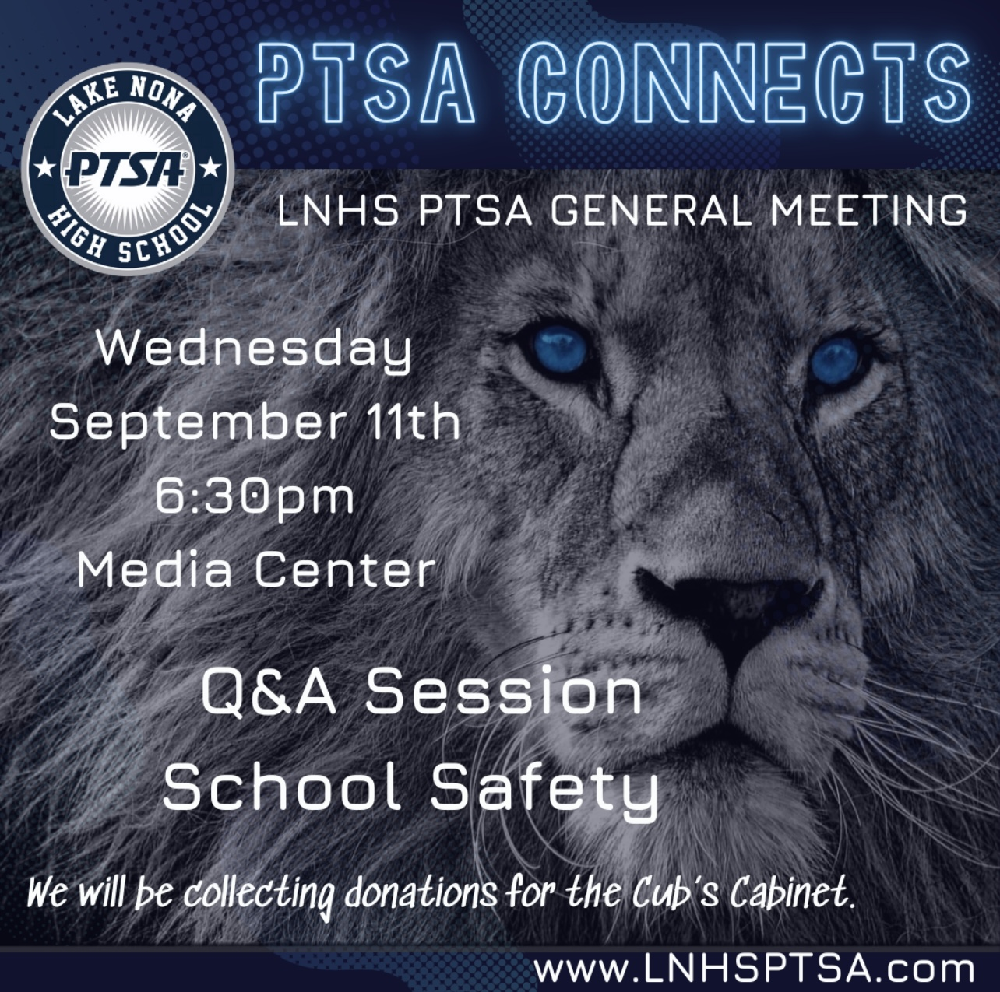 PTSA CONNECTS
LAKE NONA
PTSA®
HIGH SCHOOL
LNHS PTSA GENERAL MEETING
Wednesday
September 11th
6:30pm
Media Center
Q&A Session
School Safety
We will be collecting donations for the Cub's Cabinet.
www.LNHSPTSA.com